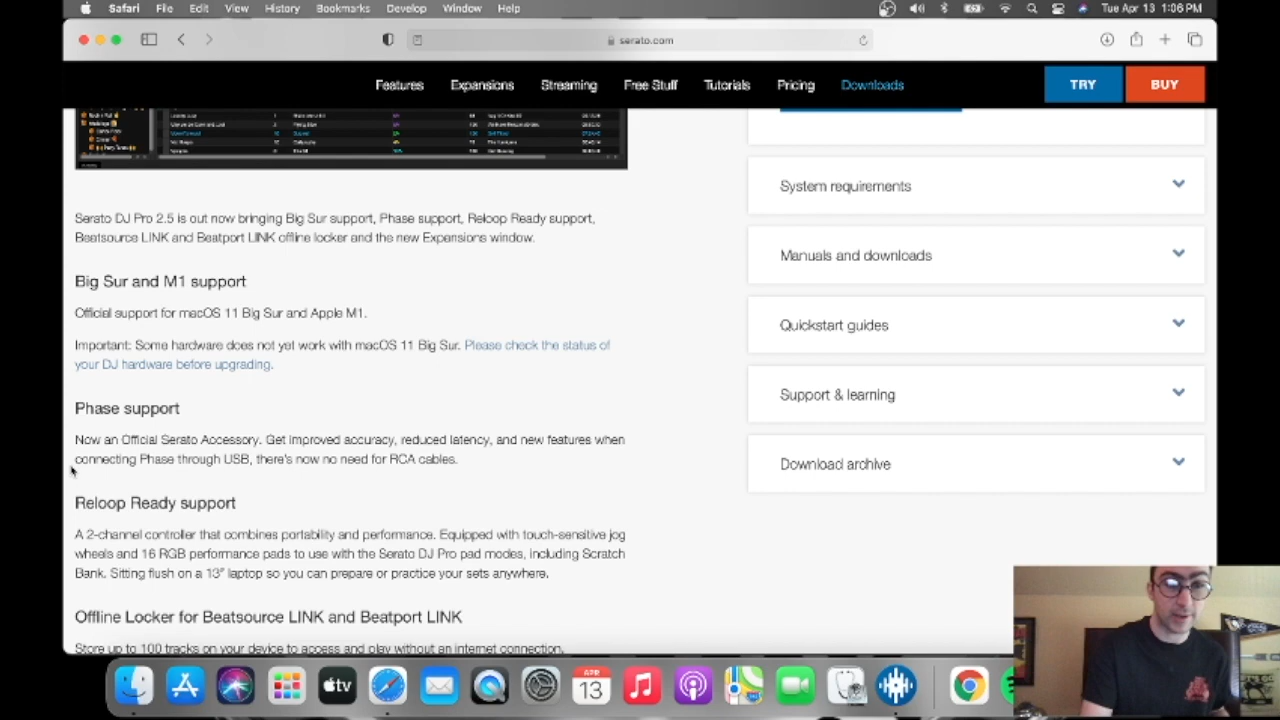 Safari File Edit View History Bookmarks Develop Window Help Tue Apr 13 1:06 PM
serato.com
Features Expansions Streaming Free Stuff Tutorials Pricing Downloads TRY BUY
Serato DJ Pro 2.5 is out now bringing Big Sur support, Phase support, Reloop Ready support,
Beatsource LINK and Beatport LINK offline locker and the new Expansions window.
Big Sur and M1 support
Official support for macOS 11 Big Sur and Apple M1.
Important: Some hardware does not yet work with macOS 11 Big Sur. Please check the status of
your DJ hardware before upgrading.
Phase support
Now an Official Serato Accessory. Get improved accuracy, reduced latency, and new features when
connecting Phase through USB, there's now no need for RCA cables.
Reloop Ready support
A 2-channel controller that combines portability and performance. Equipped with touch-sensitive jog
wheels and 16 RGB performance pads to use with the Serato DJ Pro pad modes, including Scratch
Bank. Sitting flush on a 13" laptop so you can prepare or practice your sets anywhere.
Offline Locker for Beatsource LINK and Beatport LINK
Store up to 100 tracks on your device to access and play without an internet connection.
System requirements
Manuals and downloads
Quickstart guides
Support & learning
Download archive
tv
APR
13